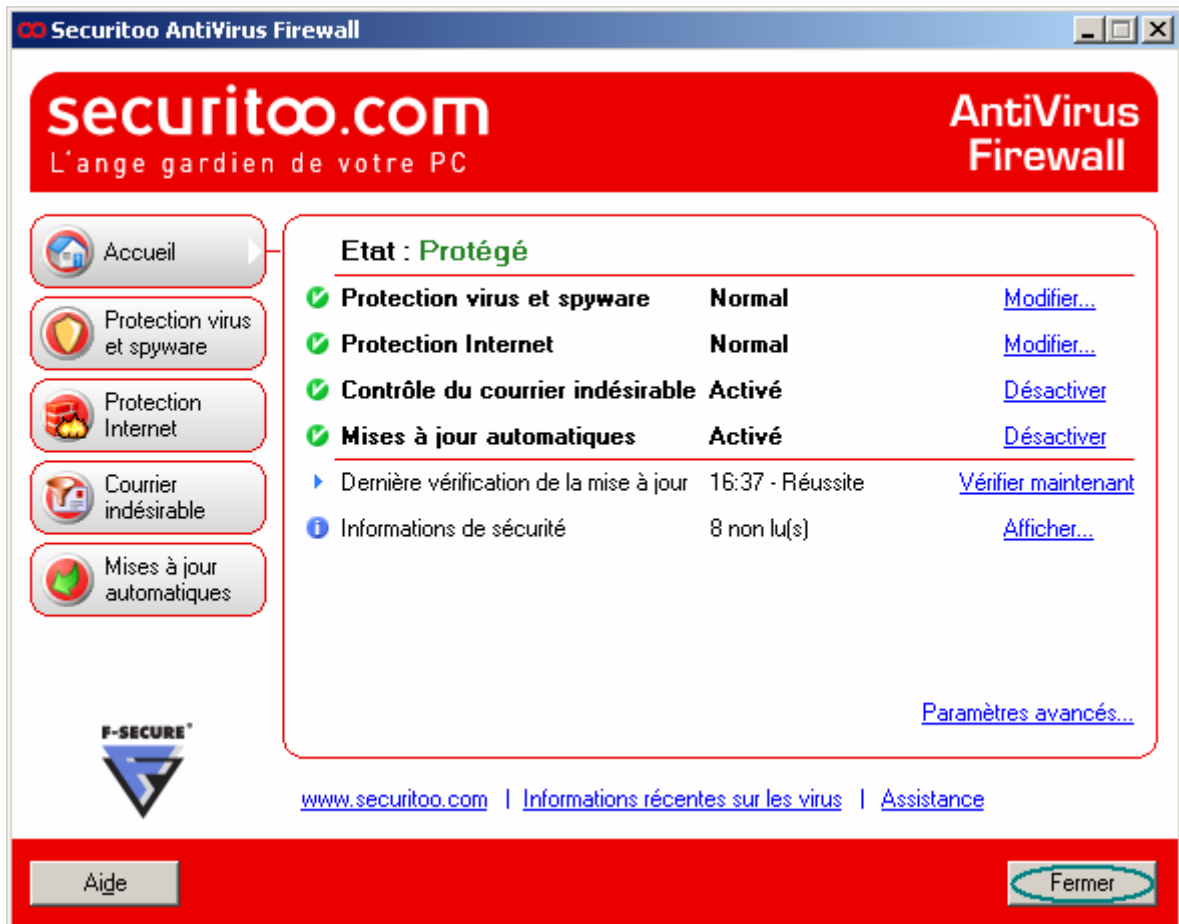 Securitoo AntiVirus Firewall
securitoo.com
L'ange gardien de votre PC
AntiVirus
Firewall
Accueil
Protection virus
et spyware
Protection
Internet
Courrier
indésirable
Mises à jour
automatiques
F-SECURE®
Etat : Protégé
Protection virus et spyware Normal Modifier...
Protection Internet Normal Modifier...
Contrôle du courrier indésirable Activé Désactiver
Mises à jour automatiques Activé Désactiver
Dernière vérification de la mise à jour 16:37 - Réussite Vérifier maintenant
Informations de sécurité 8 non lu(s) Afficher...
Paramètres avancés...
www.securitoo.com | Informations récentes sur les virus | Assistance
Aide
Fermer